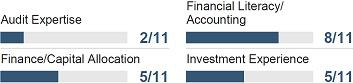 Audit Expertise
2/11
Financial Literacy/
Accounting
8/11
Finance/Capital Allocation
5/11
Investment Experience
5/11